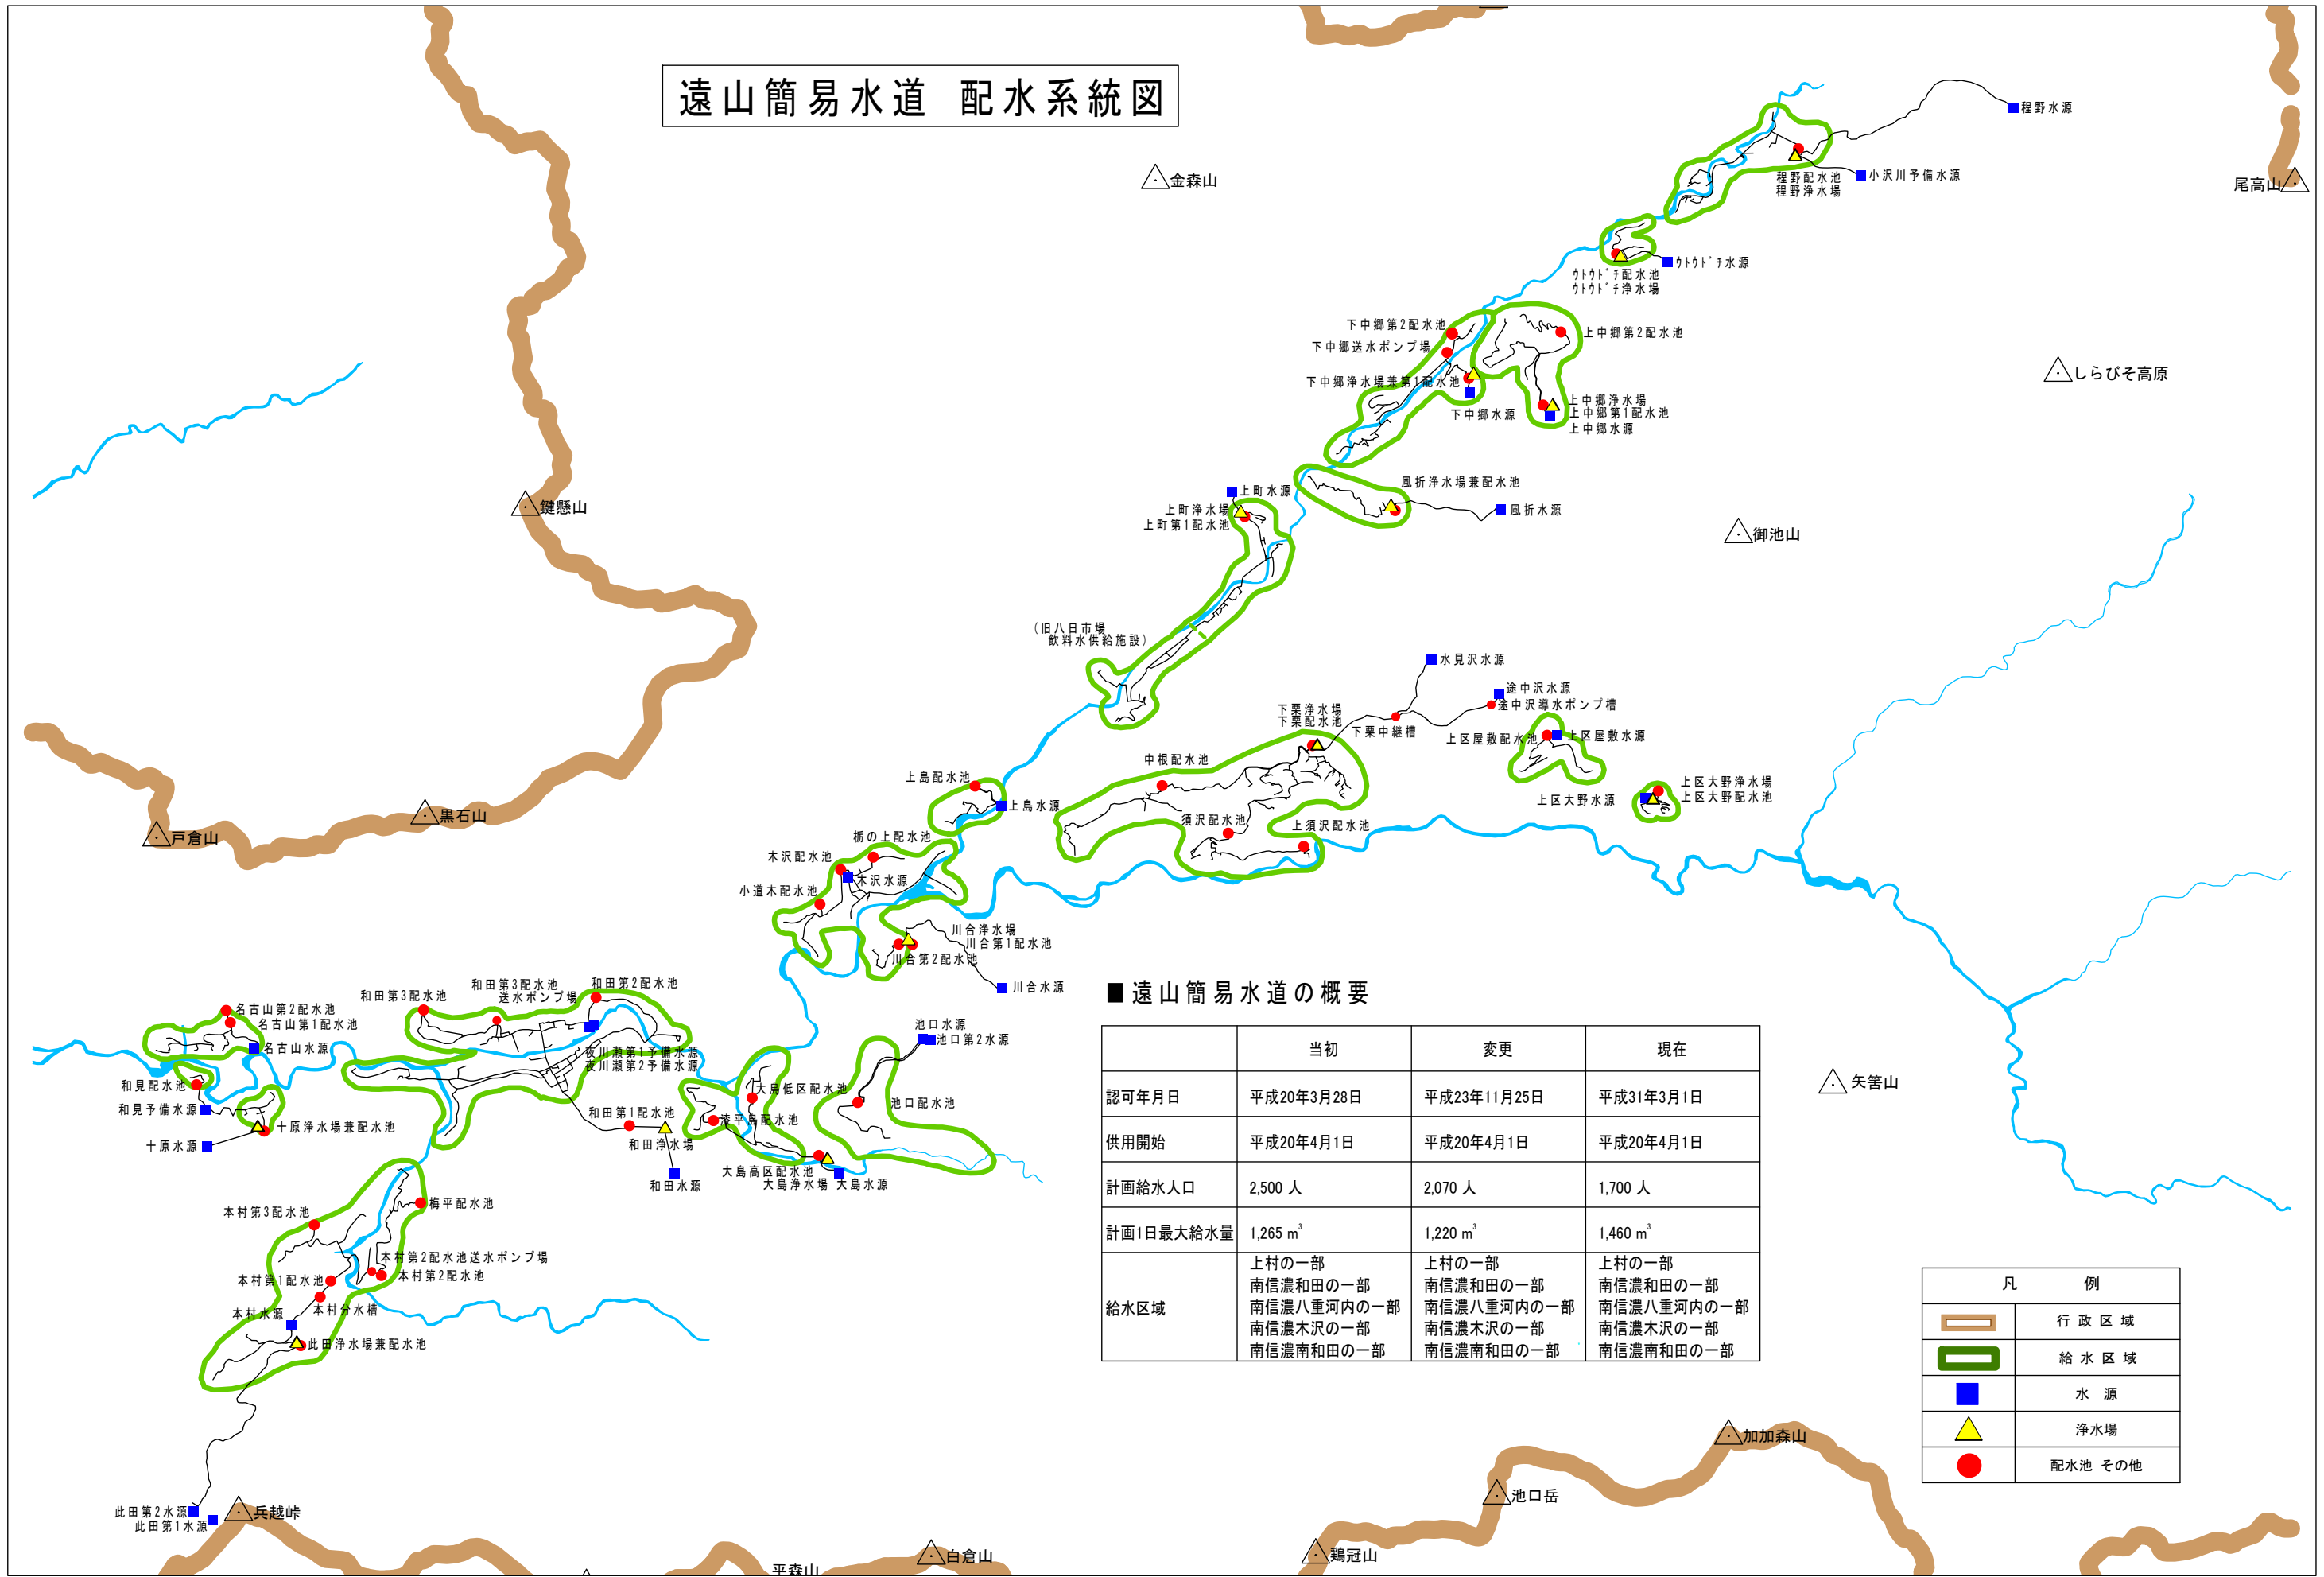 遠山簡易水道 配水系統図
金森山
程野水源
小沢川予備水源
尾高山
程野配水池
程野浄水場
ｳﾄｳﾄﾞﾁ水源
ｳﾄｳﾄﾞﾁ配水池
ｳﾄｳﾄﾞﾁ浄水場
下中郷第2配水池
下中郷送水ポンプ場
上中郷第2配水池
下中郷浄水場兼第1配水池
下中郷水源
上中郷浄水場
上中郷第1配水池
上中郷水源
しらびそ高原
鍵懸山
上町水源
上町浄水場
上町第1配水池
風折浄水場兼配水池
風折水源
御池山
(旧八日市場
飲料水供給施設)
水見沢水源
途中沢水源
途中沢導水ポンプ槽
下栗浄水場
下栗配水池
下栗中継槽
上区屋敷配水池
上区屋敷水源
中根配水池
上島配水池
上島水源
上区大野浄水場
上区大野配水池
上区大野水源
須沢配水池
上須沢配水池
黒石山
戸倉山
栃の上配水池
木沢配水池
木沢水源
小道木配水池
川合浄水場
川合第1配水池
川合第2配水池
川合水源
和田第3配水池
和田第3配水池
送水ポンプ場
和田第2配水池
名古山第2配水池
名古山第1配水池
名古山水源
夜川瀬第1予備水源
夜川瀬第2予備水源
池口水源
池口第2水源
和見配水池
和見予備水源
十原水源
十原浄水場兼配水池
大島低区配水池
池口配水池
和田第1配水池
漆平島配水池
和田浄水場
和田水源
大島高区配水池
大島浄水場
大島水源
梅平配水池
本村第3配水池
本村第2配水池送水ポンプ場
本村第2配水池
本村第1配水池
本村分水槽
本村水源
此田浄水場兼配水池
此田第2水源
此田第1水源
兵越峠
平森山
白倉山
鶏冠山
池口岳
加加森山
矢筈山
■遠山簡易水道の概要
当初 変更 現在
認可年月日 平成20年3月28日 平成23年11月25日 平成31年3月1日
供用開始 平成20年4月1日 平成20年4月1日 平成20年4月1日
計画給水人口 2,500 人 2,070 人 1,700 人
計画1日最大給水量 1,265 m³ 1,220 m³ 1,460 m³
給水区域
上村の一部 上村の一部 上村の一部
南信濃和田の一部 南信濃和田の一部 南信濃和田の一部
南信濃八重河内の一部 南信濃八重河内の一部 南信濃八重河内の一部
南信濃木沢の一部 南信濃木沢の一部 南信濃木沢の一部
南信濃南和田の一部 南信濃南和田の一部 南信濃南和田の一部
凡 例
行政区域
給水区域
水 源
浄水場
配水池 その他